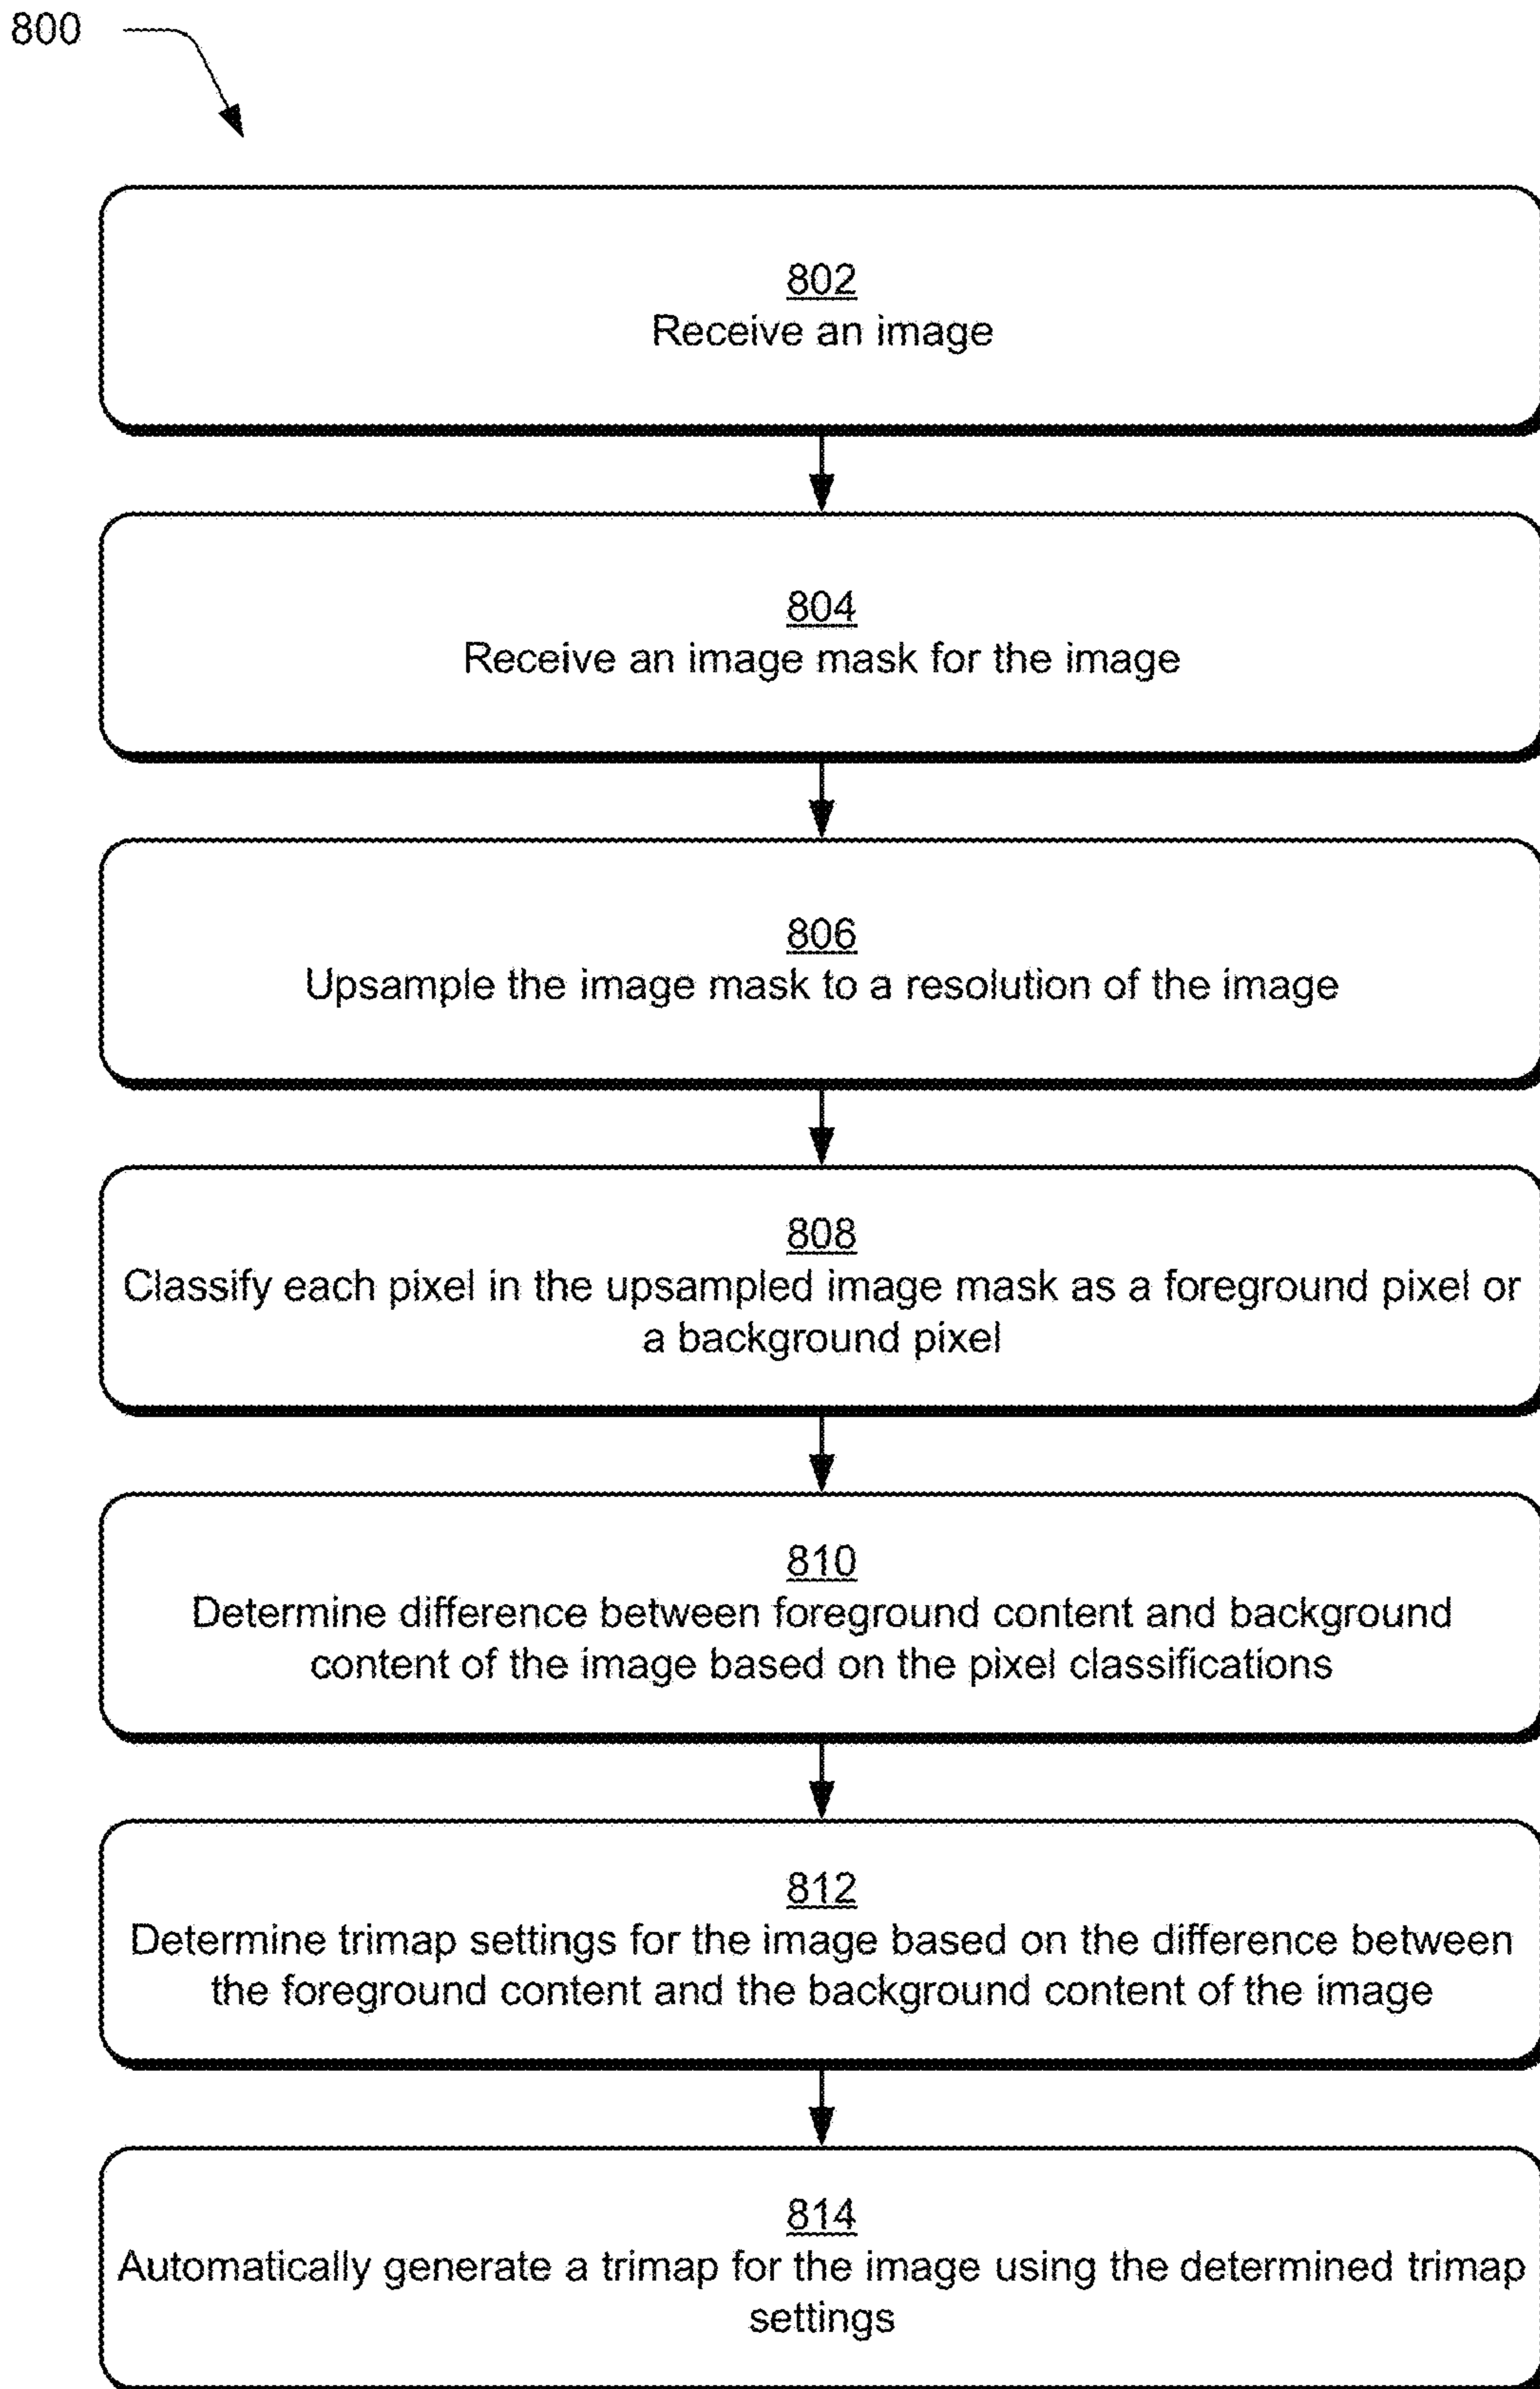 800
802
Receive an image
804
Receive an image mask for the image
806
Upsample the image mask to a resolution of the image
808
Classify each pixel in the upsampled image mask as a foreground pixel or
a background pixel
810
Determine difference between foreground content and background
content of the image based on the pixel classifications
812
Determine trimap settings for the image based on the difference between
the foreground content and the background content of the image
814
Automatically generate a trimap for the image using the determined trimap
settings